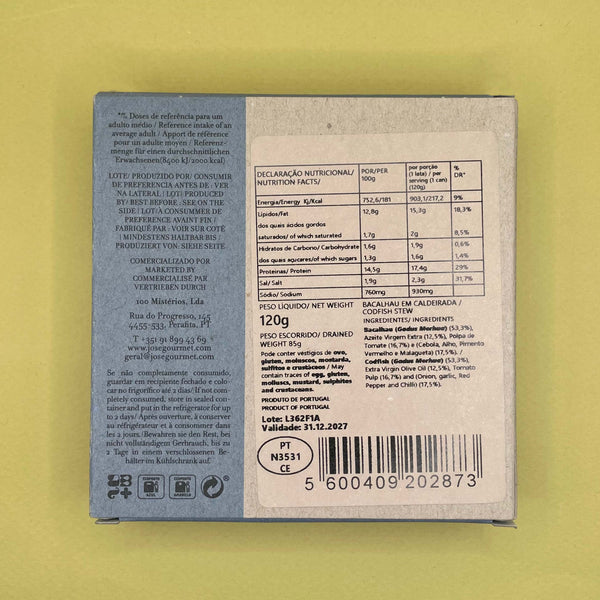 *% Doses de referência para um
adulto médio / Reference intake of an
average adult / Apport de référence
pour un adulte moyen / Referenz-
menge für einen durchschnittlichen
Erwachsenen(8400 kJ/2000 kcal)
LOTE/ PRODUZIDO POR/ CONSUMIR
DE PREFERENCIA ANTES DE : VER
NA LATERAL / LOT/ PRODUCED
BY/ BEST BEFORE : SEE ON THE
SIDE / LOT/ A CONSUMMER DE
PREFERENCE AVAINT FIN /
FABRIQUÉ PAR : VOIR SUR COTÉ
/ MINDESTENS HALTBAR BIS /
PRODUZIERT VON: SIEHE SEITE
COMERCIALIZADO POR
MARKETED BY
COMMERCIALISÉ PAR
VERTRIEBEN DURCH
100 Mistérios, Lda
Rua do Progresso, 145
4455-533, Perafita, PT
T +351 91 899 43 69
www.josegourmet.com
geral@josegourmet.com
Se não completamente consumido,
guardar em recipiente fechado e colo-
car no frigorífico até 2 dias/If not com-
pletely consumed, store in sealed con-
tainer and put in the refrigerator for up
to 2 days/ Après ouverture, à conserver
au réfrigérateur et à consommer dans
les 2 jours./Bewahren sie den Rest, bei
nicht vollständigem Gerbrauch, bis zu
2 Tage in einem verschlossenen Be-
hälter im Kühlschrank auf.
COMPOR
AZUL
COMPOR
AMARELO
DECLARAÇÃO NUTRICIONAL/
NUTRITION FACTS/
POR/PER
100g
por porção
(1 lata) / per
serving (1 can)
(120g)
%
DR*
Energia/Energy Kj/Kcal 752,6/181 903,1/217,2 9%
Lípidos/Fat 12,8g 15,3g 18,3%
dos quais ácidos gordos
saturados/of which saturated 1,7g 2g 8,5%
Hidratos de Carbono/ Carbohydrate 1,6g 1,9g 0,6%
dos quais açucares/of which sugars 1,3g 1,6g 1,4%
Proteínas/ Protein 14,5g 17,4g 29%
Sal/ Salt 1,9g 2,3g 31,7%
Sódio/ Sodium 760mg 930mg
PESO LÍQUIDO/ NET WEIGHT
120g
PESO ESCORRIDO/ DRAINED
WEIGHT 85g
Pode conter véstigios de ovo,
gluten, moluscos, mostarda,
sulfitos e crustáceos / May
contain traces of egg, gluten,
molluscs, mustard, sulphites
and crustaceans.
PRODUTO DE PORTUGAL
PRODUCT OF PORTUGAL
Lote: L362F1A
Validade: 31.12.2027
BACALHAU EM CALDEIRADA /
CODFISH STEW
INGREDIENTES/ INGREDIENTS
Bacalhau (Gadus Morhua) (53,3%),
Azeite Virgem Extra (12,5%), Polpa de
Tomate (16,7%) e (Cebola, Alho, Pimento
Vermelho e Malagueta) (17,5%). /
Codfish (Gadus Morhua) (53,3%),
Extra Virgin Olive Oil (12,5%), Tomato
Pulp (16,7%) and (Oreon, garlic, Red
Pepper and Chilli) (17,5%).
PT
N3531
CE
5 600409 202873